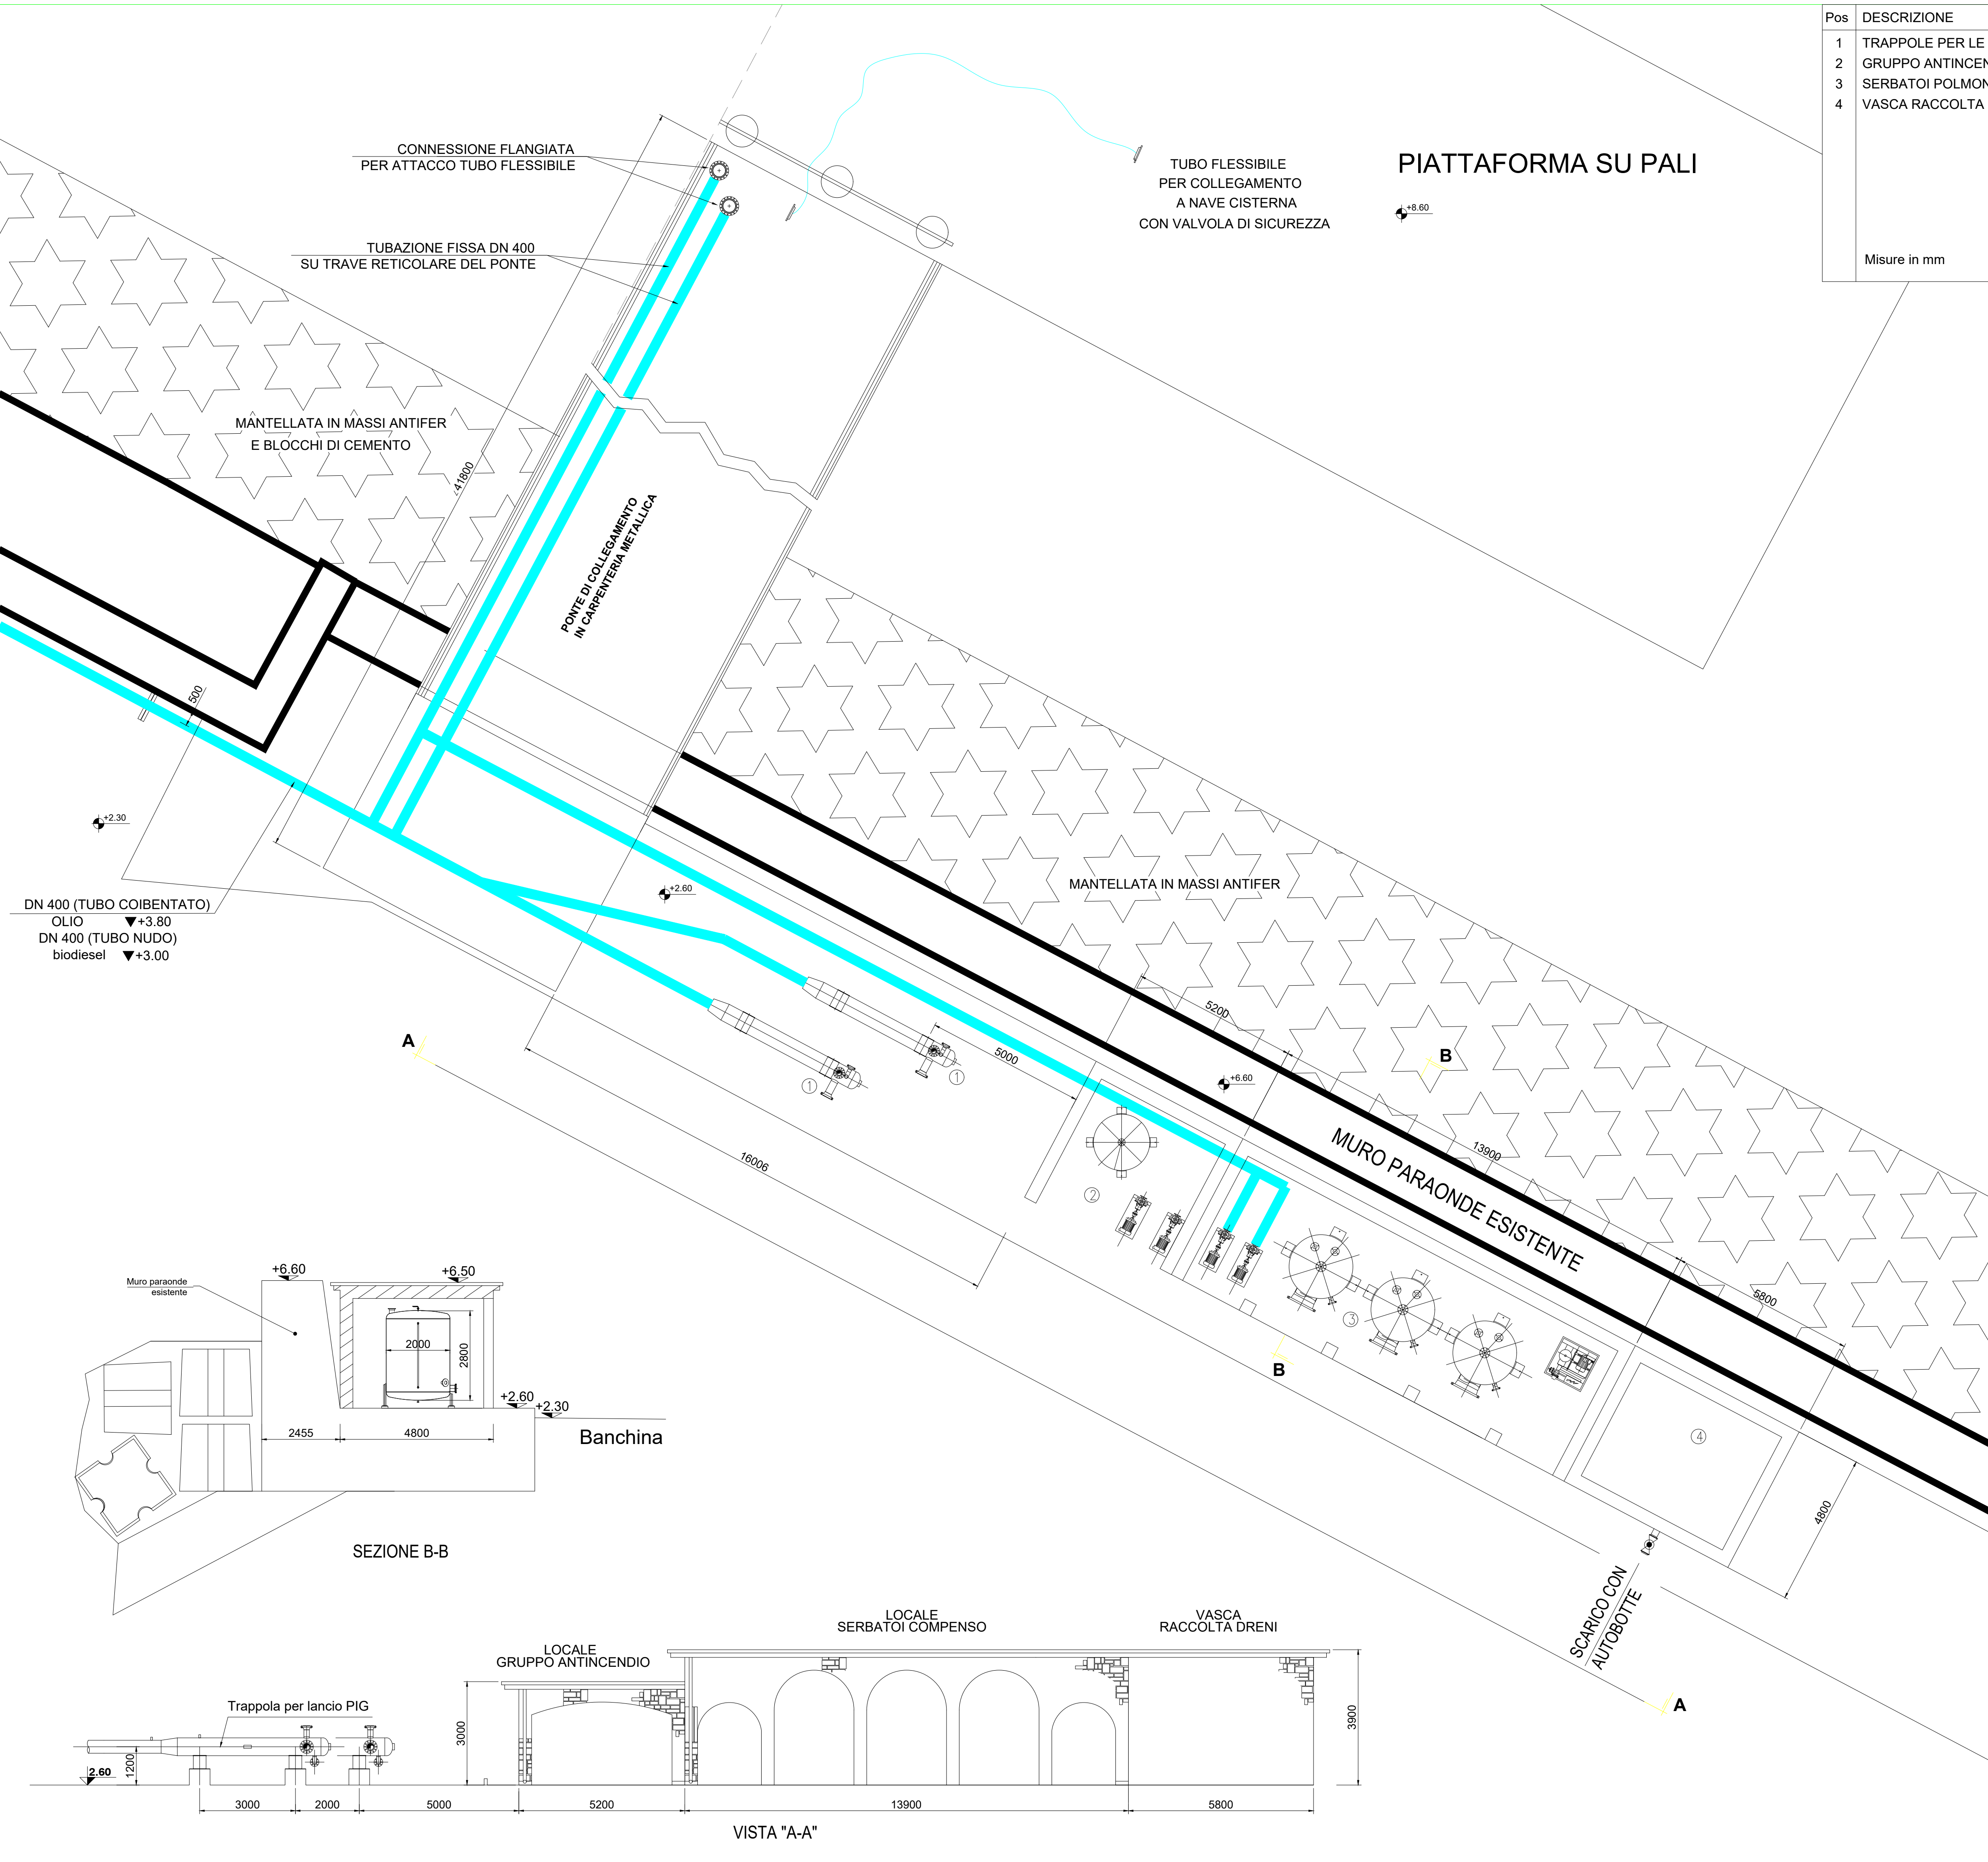 Pos DESCRIZIONE
1 TRAPPOLE PER LE
2 GRUPPO ANTINCEN
3 SERBATOI POLMON
4 VASCA RACCOLTA
Misure in mm
CONNESSIONE FLANGIATA
PER ATTACCO TUBO FLESSIBILE
TUBO FLESSIBILE
PER COLLEGAMENTO
A NAVE CISTERNA
CON VALVOLA DI SICUREZZA
PIATTAFORMA SU PALI
+8.60
TUBAZIONE FISSA DN 400
SU TRAVE RETICOLARE DEL PONTE
MANTELLATA IN MASSI ANTIFER
E BLOCCHI DI CEMENTO
41800
PONTE DI COLLEGAMENTO
IN CARPENTERIA METALLICA
500
+2.30
+2.60
DN 400 (TUBO COIBENTATO)
OLIO +3.80
DN 400 (TUBO NUDO)
biodiesel +3.00
MANTELLATA IN MASSI ANTIFER
A
5200
5000
B
+6.60
1
1
16006
2
13900
MURO PARAONDE ESISTENTE
3
5800
B
4
4800
SCARICO CON
AUTOBOTTE
A
Muro paraonde
esistente
+6.60
+6.50
2000
2800
+2.60
+2.30
2455
4800
Banchina
SEZIONE B-B
LOCALE
GRUPPO ANTINCENDIO
LOCALE
SERBATOI COMPENSO
VASCA
RACCOLTA DRENI
Trappola per lancio PIG
3000
3900
2.60
1200
3000
2000
5000
5200
13900
5800
VISTA "A-A"